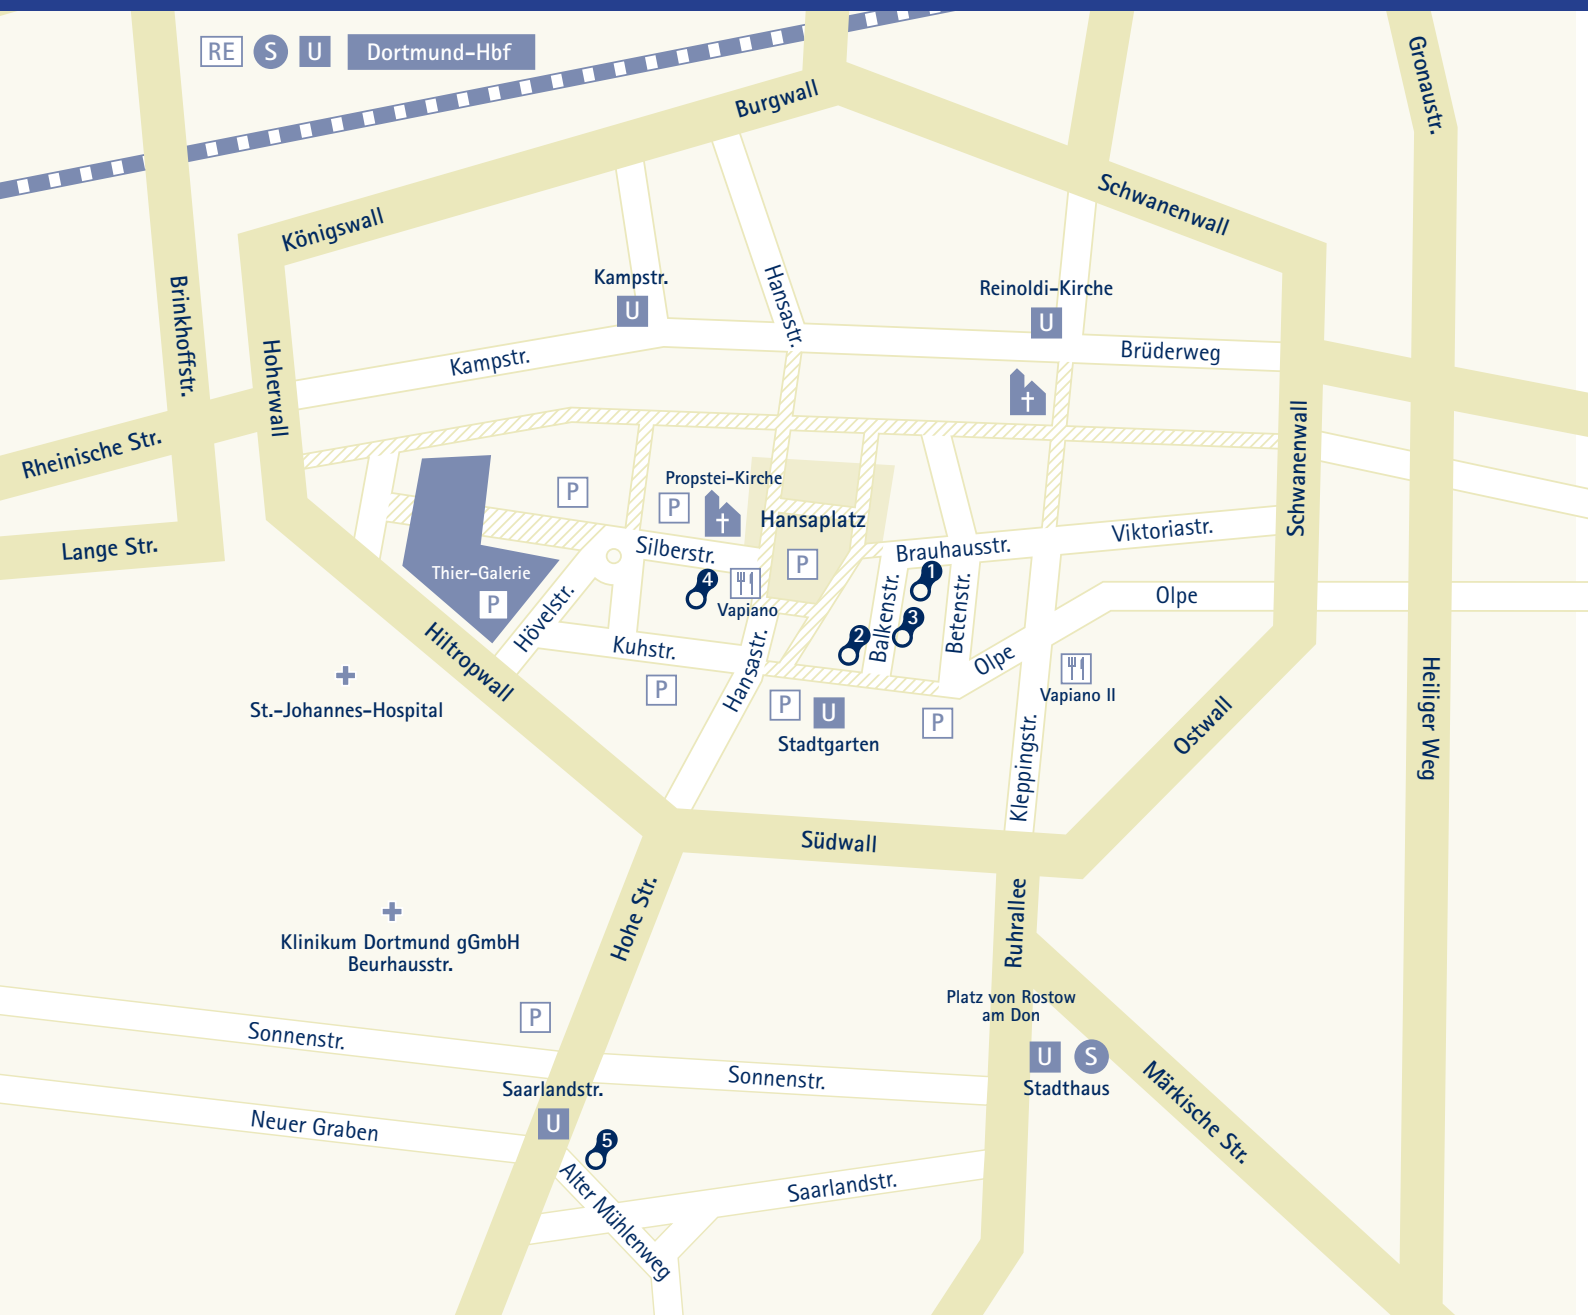 RE S U Dortmund-Hbf
Gronaustr.
Burgwall
Schwanenwall
Königswall
Brinkhoffstr.
Kampstr.
U
Hansastr.
Reinoldi-Kirche
U
Hoherwall
Kampstr.
Brüderweg
Rheinische Str.
Schwanenwall
Lange Str.
P
Propstei-Kirche
P
Hansaplatz
P
Silberstr.
Brauhausstr.
Viktoriastr.
Thier-Galerie
P
Hövelstr.
4
Vapiano
1
3
2
Balkenstr.
Betenstr.
Olpe
Olpe
Hiltropwall
Kuhstr.
Hansastr.
P
P
U
Stadtgarten
P
Vapiano II
Kleppingstr.
Ostwall
Heiliger Weg
St.-Johannes-Hospital
Südwall
Hohe Str.
Ruhrallee
Klinikum Dortmund gGmbH
Beurhausstr.
Platz von Rostow
am Don
P
U S
Stadthaus
Sonnenstr.
Sonnenstr.
Märkische Str.
Saarlandstr.
U
Neuer Graben
5
Alter Mühlenweg
Saarlandstr.